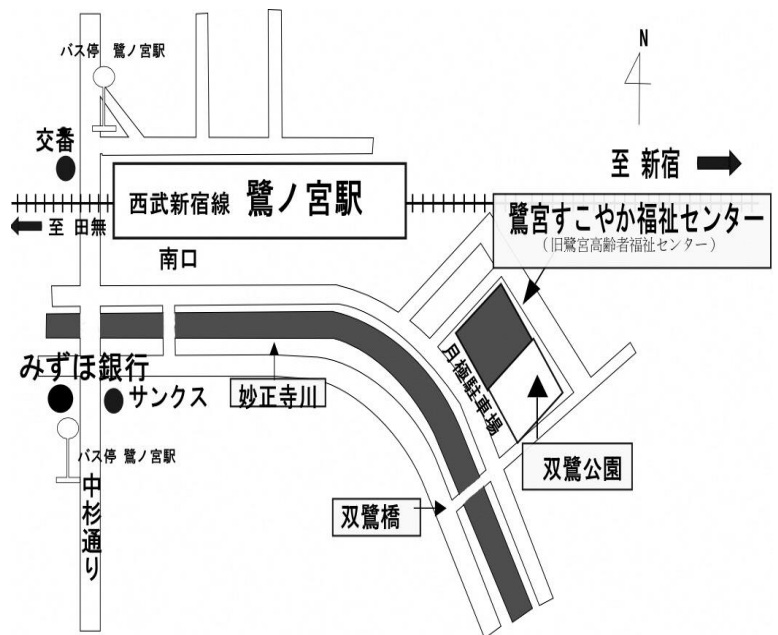 バス停 鷺ノ宮駅
N
交番
至 新宿
西武新宿線 鷺ノ宮駅
至 田無
鷺宮すこやか福祉センター
(旧鷺宮高齢者福祉センター)
南口
みずほ銀行
サンクス
妙正寺川
月極駐車場
バス停 鷺ノ宮駅
双鷺公園
中杉通り
双鷺橋